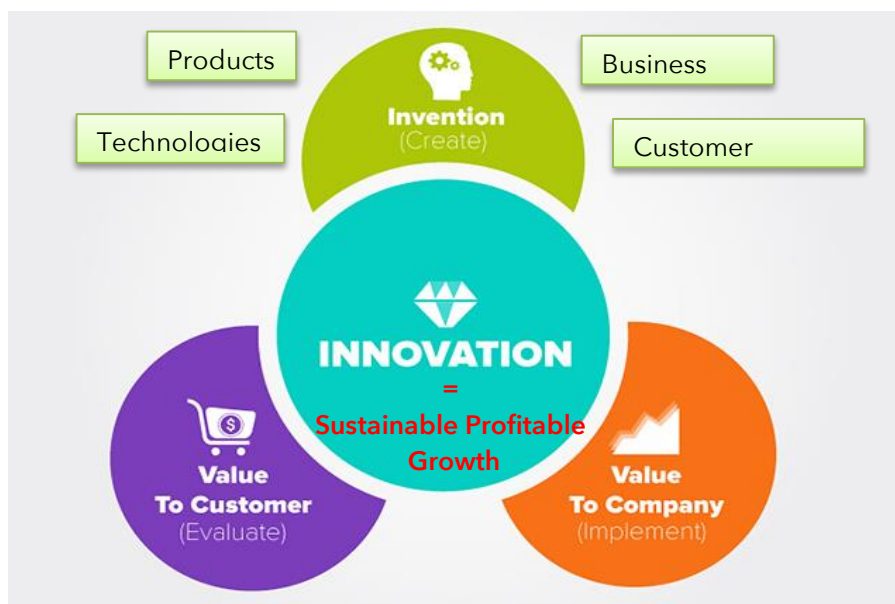 Products
Business
Technologies
Customer
Invention
(Create)
INNOVATION
=
Sustainable Profitable
Growth
Value
To Customer
(Evaluate)
Value
To Company
(Implement)